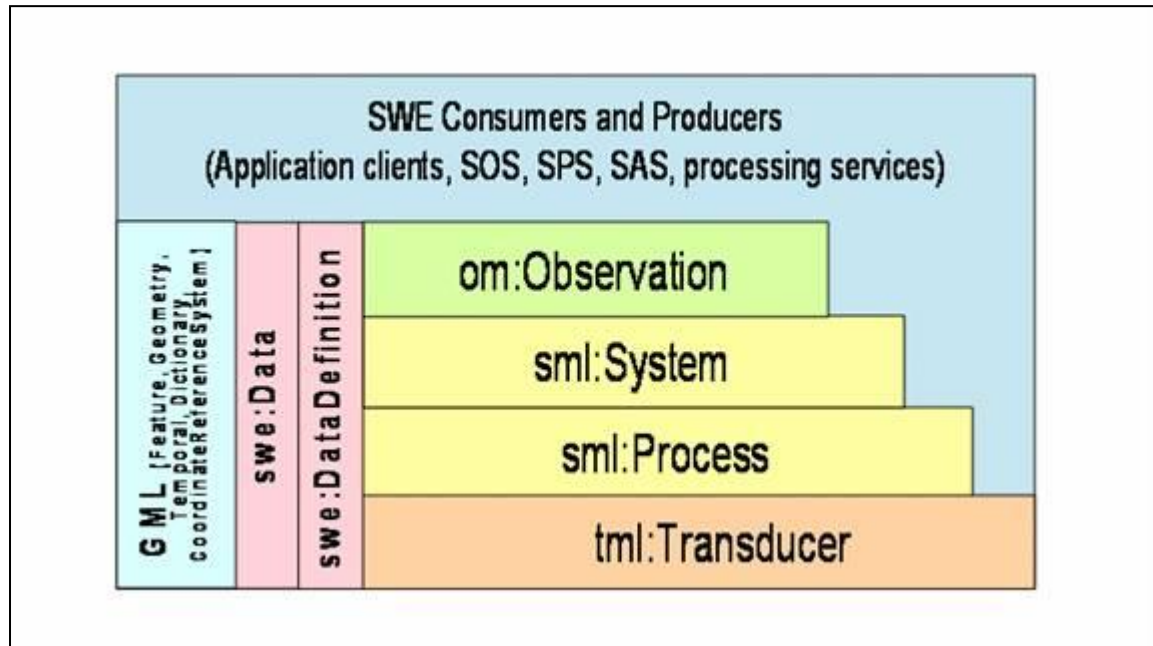 SWE Consumers and Producers
(Application clients, SOS, SPS, SAS, processing services)
GML [Feature, Geometry,
Temporal, Dictionary,
CoordinateReferenceSystem]
swe:Data
swe:DataDefinition
om:Observation
sml:System
sml:Process
tml:Transducer